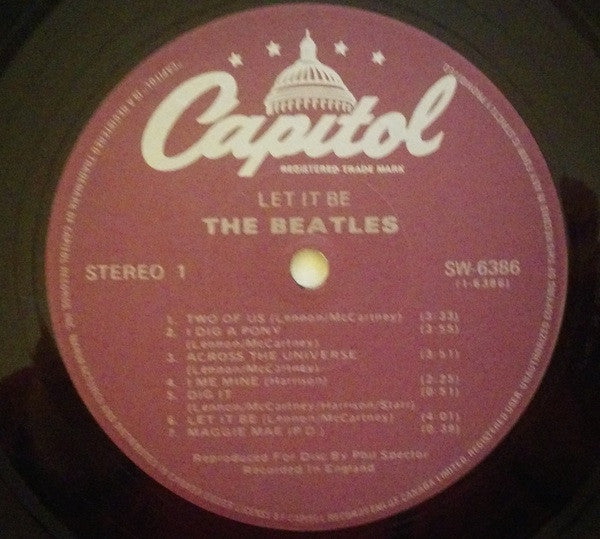 Capitol
REGISTERED TRADE MARK
LET IT BE
THE BEATLES
STEREO 1
SW-6386
(1-6386)
1. TWO OF US (Lennon/McCartney) (3:33)
2. I DIG A PONY (3:55)
(Lennon/McCartney)
3. ACROSS THE UNIVERSE (3:51)
(Lennon/McCartney)
4. I ME MINE (Harrison) (2:25)
5. DIG IT (0:51)
(Lennon/McCartney/Harrison/Starr)
6. LET IT BE (Lennon/McCartney) (4:01)
7. MAGGIE MAE (P.D.) (0:39)
Reproduced For Disc By Phil Spector
Recorded In England